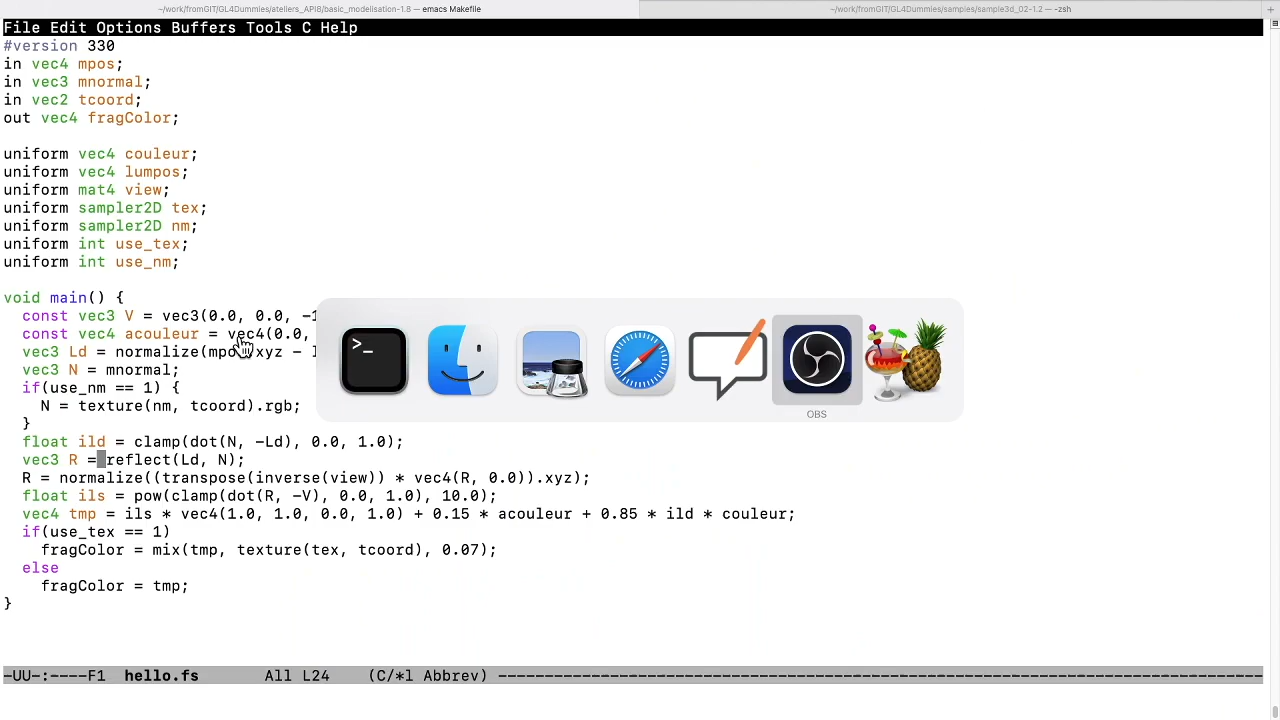 ~/work/fromGIT/GL4Dummies/ateliers_API8/basic_modelisation-1.8 — emacs Makefile
~/work/fromGIT/GL4Dummies/samples/sample3d_02-1.2 — -zsh
File Edit Options Buffers Tools C Help
#version 330
in vec4 mpos;
in vec3 mnormal;
in vec2 tcoord;
out vec4 fragColor;
uniform vec4 couleur;
uniform vec4 lumpos;
uniform mat4 view;
uniform sampler2D tex;
uniform sampler2D nm;
uniform int use_tex;
uniform int use_nm;
void main() {
const vec3 V = vec3(0.0, 0.0, -1
const vec4 acouleur = vec4(0.0,
vec3 Ld = normalize(mpos.xyz - l
vec3 N = mnormal;
if(use_nm == 1) {
N = texture(nm, tcoord).rgb;
}
float ild = clamp(dot(N, -Ld), 0.0, 1.0);
vec3 R = reflect(Ld, N);
R = normalize((transpose(inverse(view)) * vec4(R, 0.0)).xyz);
float ils = pow(clamp(dot(R, -V), 0.0, 1.0), 10.0);
vec4 tmp = ils * vec4(1.0, 1.0, 0.0, 1.0) + 0.15 * acouleur + 0.85 * ild * couleur;
if(use_tex == 1)
fragColor = mix(tmp, texture(tex, tcoord), 0.07);
else
fragColor = tmp;
}
>_
OBS
-UU-:----F1 hello.fs All L24 (C/*l Abbrev) ------------------------------------------------------------------------------------